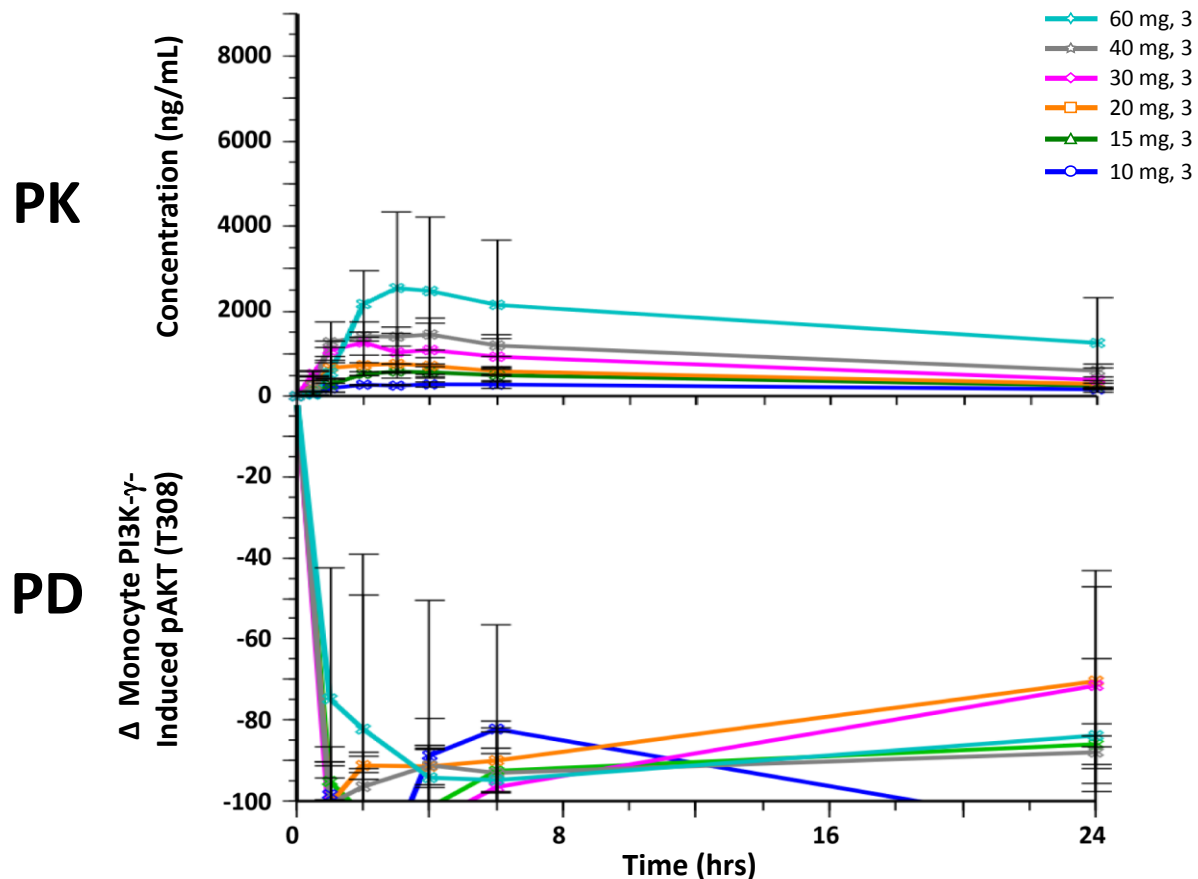 60 mg, 3
40 mg, 3
30 mg, 3
20 mg, 3
15 mg, 3
10 mg, 3
PK
Concentration (ng/mL)
8000
6000
4000
2000
0
PD
Δ Monocyte PI3K-γ-
Induced pAKT (T308)
-20
-40
-60
-80
-100
0
8
16
24
Time (hrs)